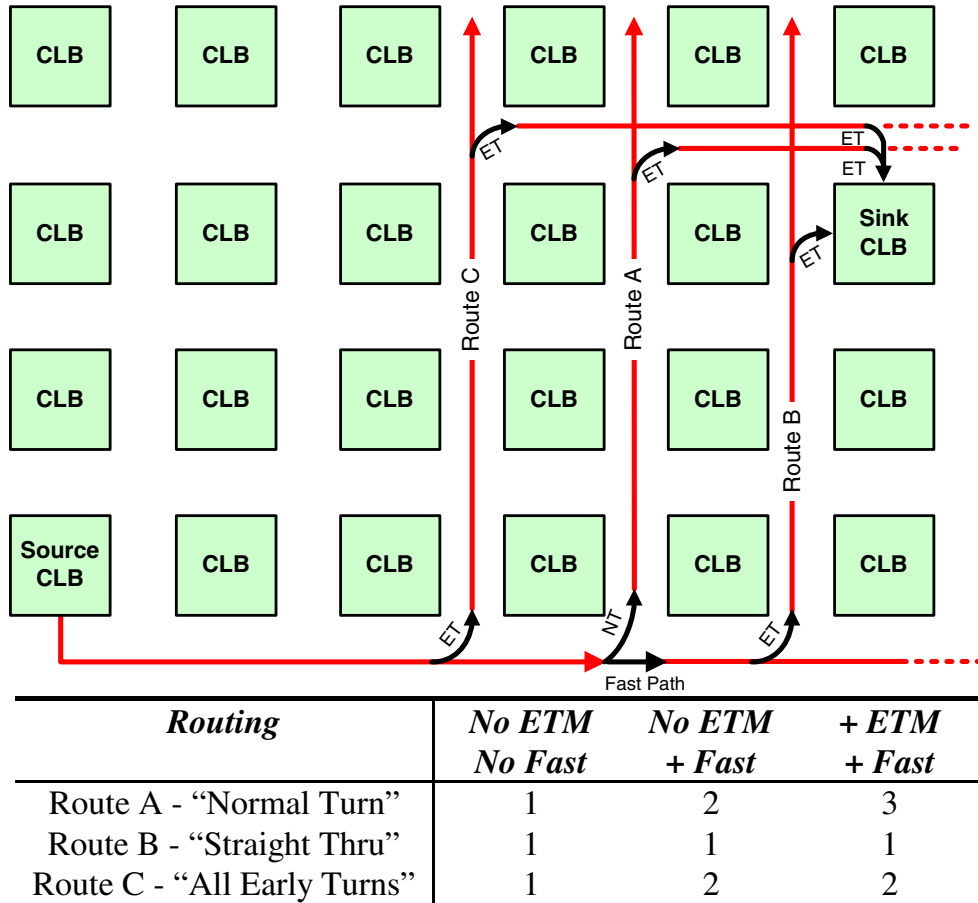 CLB CLB CLB CLB CLB CLB
ET ET ET
ET ET
CLB CLB CLB CLB CLB Sink CLB
ET
Route C Route A
CLB CLB CLB CLB CLB CLB
Route B
Source CLB CLB CLB CLB CLB CLB
ET NT ET
Fast Path
Routing No ETM No ETM + ETM
No Fast + Fast + Fast
Route A - “Normal Turn” 1 2 3
Route B - “Straight Thru” 1 1 1
Route C - “All Early Turns” 1 2 2